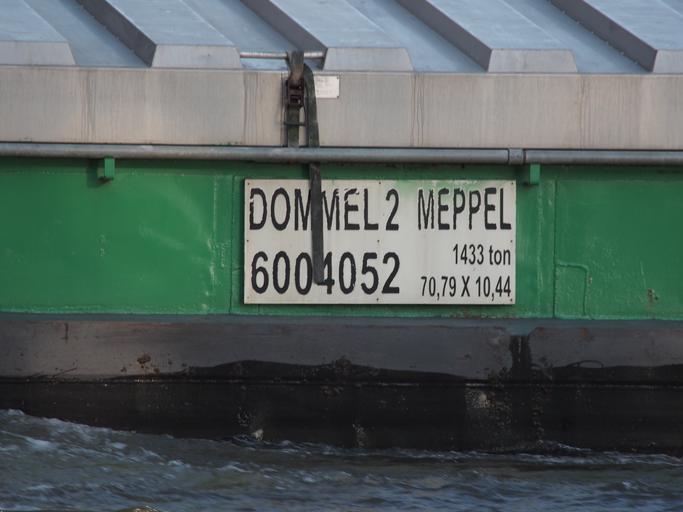 DOMMEL 2 MEPPEL
6004052
1433 ton
70,79 X 10,44